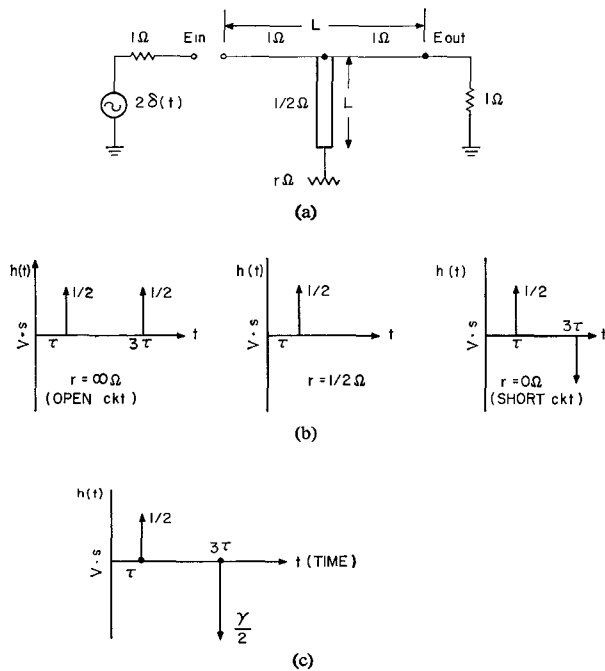 L
1Ω Ein 1Ω 1Ω Eout
2δ(t) 1/2Ω L 1Ω
rΩ
(a)
h(t) h(t) h(t)
1/2 1/2 1/2 1/2
V·s τ 3τ t V·s τ t V·s τ 3τ t
r = ∞Ω r = 1/2Ω r = 0Ω
(OPEN ckt) (SHORT ckt)
(b)
h(t)
1/2
V·s τ 3τ t (TIME)
γ/2
(c)